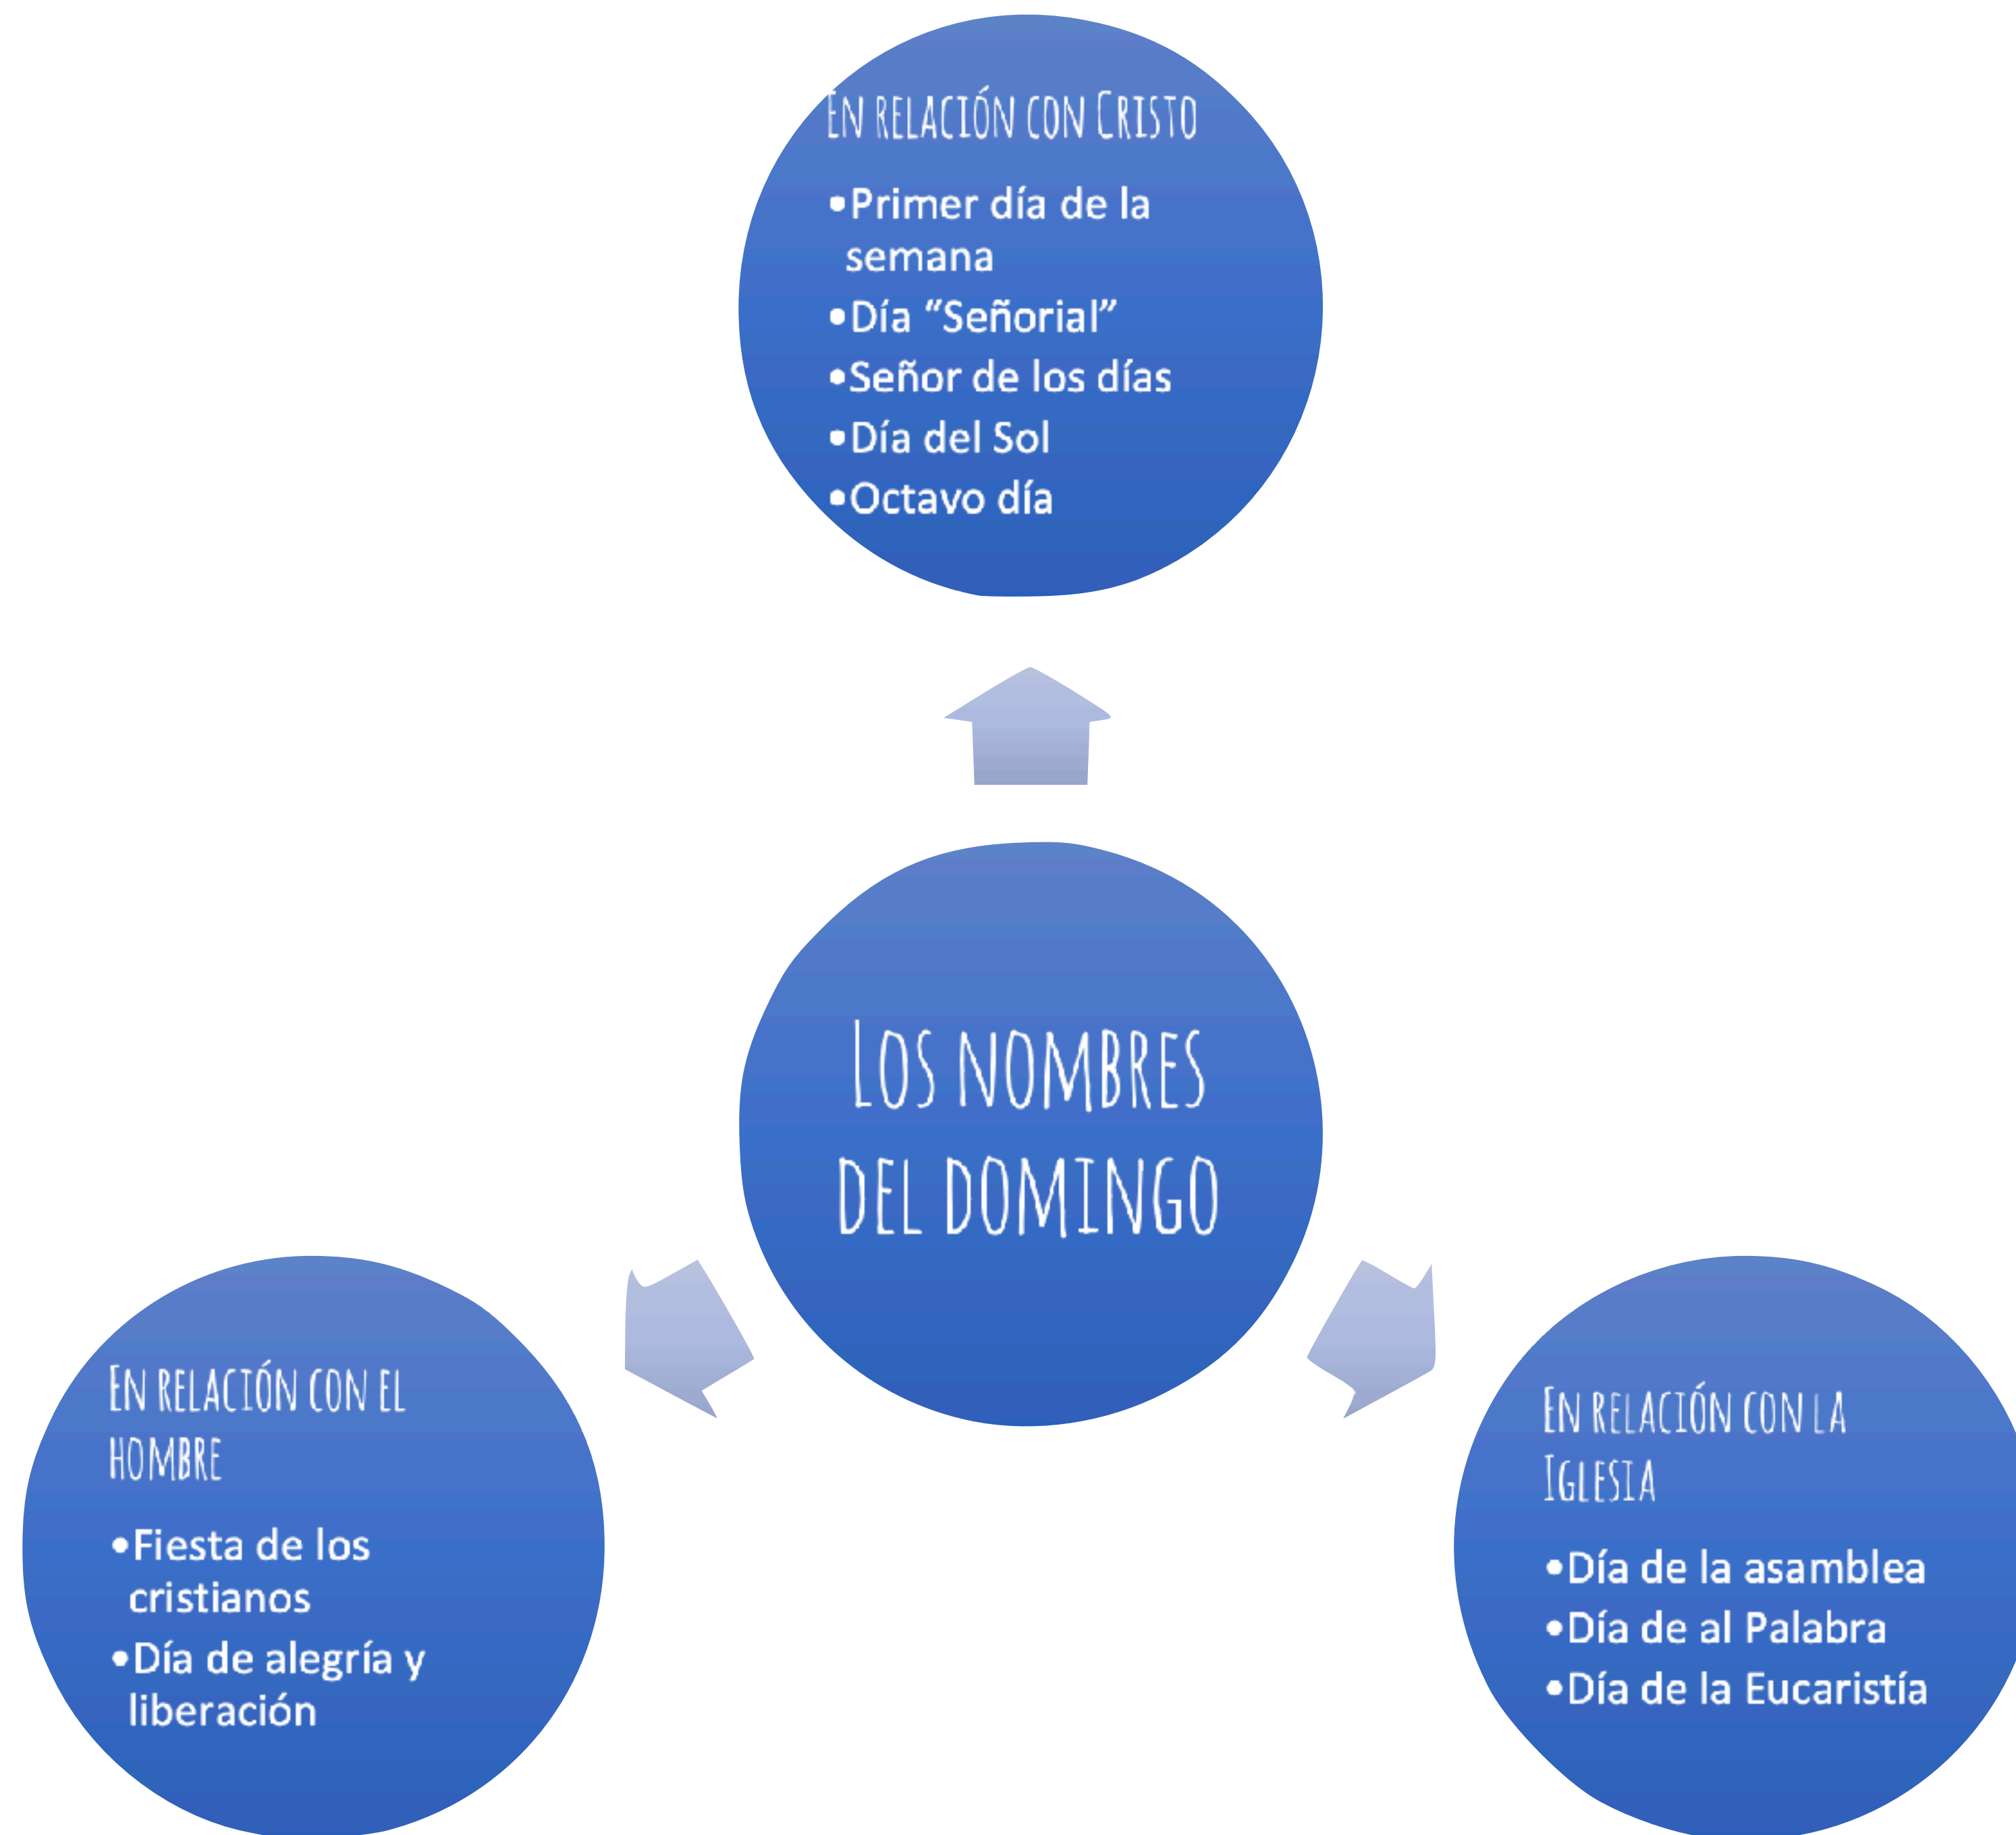 En relación con Cristo
•Primer día de la
semana
•Día “Señorial”
•Señor de los días
•Día del Sol
•Octavo día
Los nombres
del domingo
En relación con el
hombre
•Fiesta de los
cristianos
•Día de alegría y
liberación
En relación con la
Iglesia
•Día de la asamblea
•Día de al Palabra
•Día de la Eucaristía